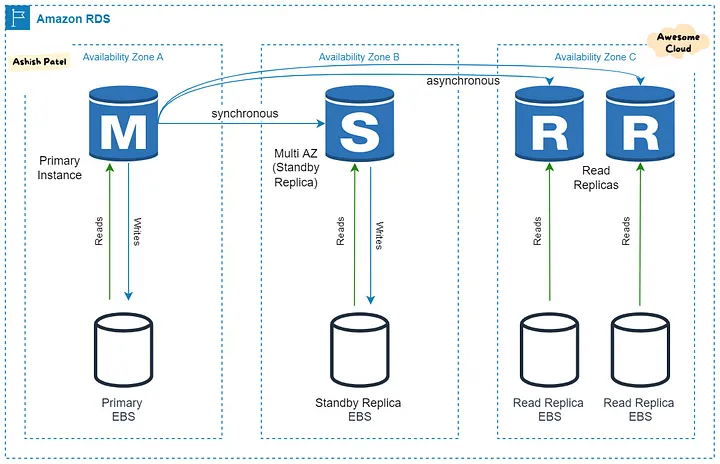 Amazon RDS
Ashish Patel
Awesome
Cloud
Availability Zone A
Availability Zone B
Availability Zone C
asynchronous
synchronous
M
S
R
R
Primary
Instance
Multi AZ
(Standby
Replica)
Read
Replicas
Reads
Writes
Reads
Writes
Reads
Reads
Primary
EBS
Standby Replica
EBS
Read Replica
EBS
Read Replica
EBS